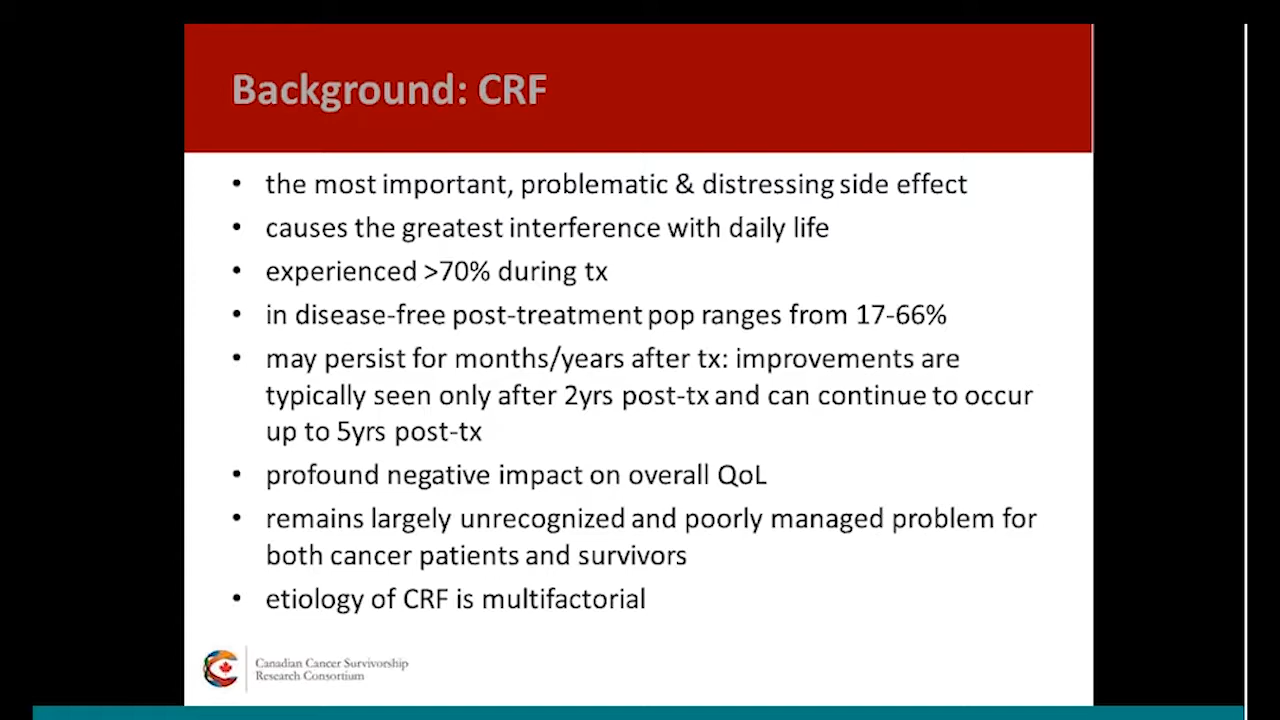 Background: CRF
• the most important, problematic & distressing side effect
• causes the greatest interference with daily life
• experienced >70% during tx
• in disease-free post-treatment pop ranges from 17-66%
• may persist for months/years after tx: improvements are
typically seen only after 2yrs post-tx and can continue to occur
up to 5yrs post-tx
• profound negative impact on overall QoL
• remains largely unrecognized and poorly managed problem for
both cancer patients and survivors
• etiology of CRF is multifactorial
Canadian Cancer Survivorship
Research Consortium